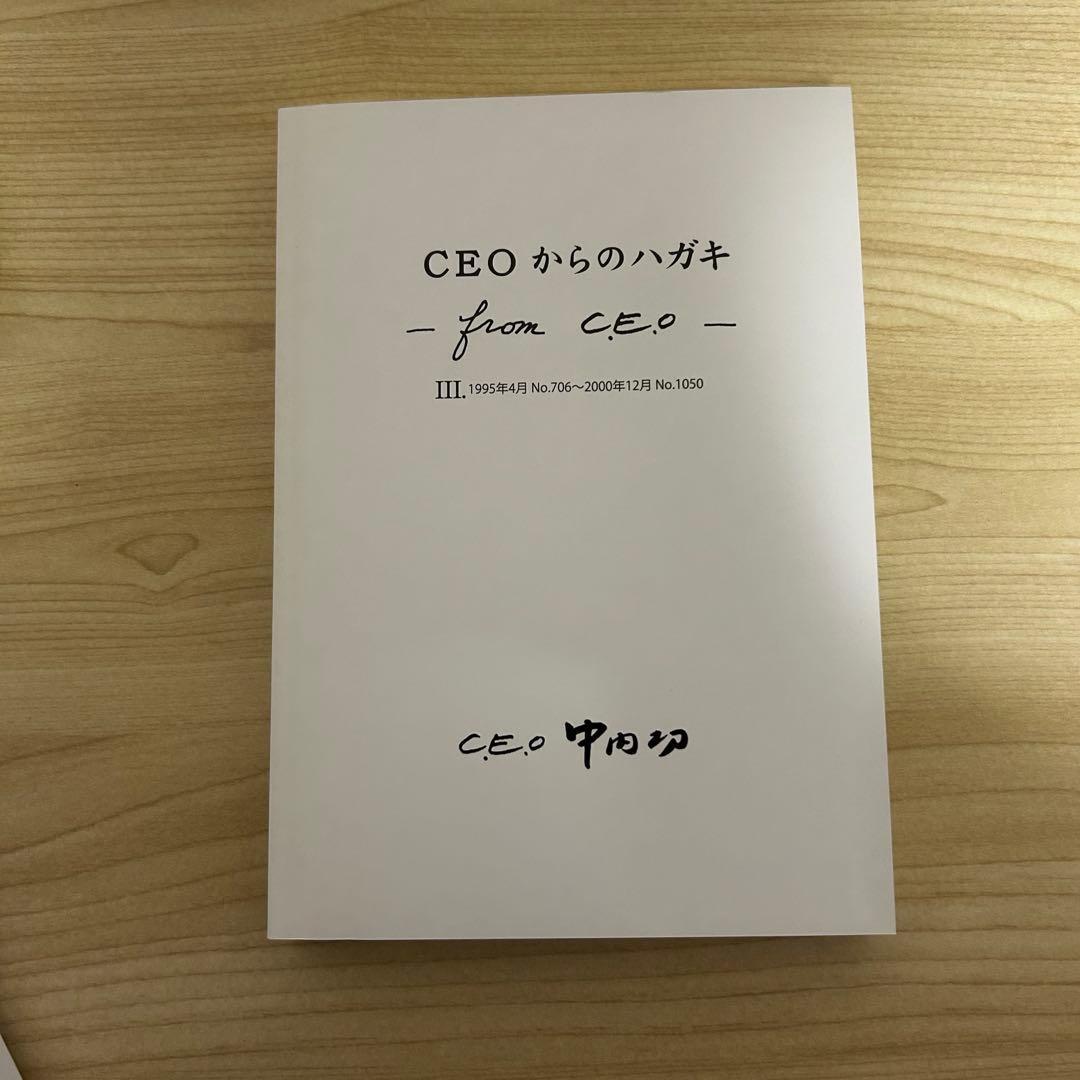 CEO からのハガキ
— from C.E.O —
III. 1995年4月 No.706～2000年12月 No.1050
C.E.O 中内功